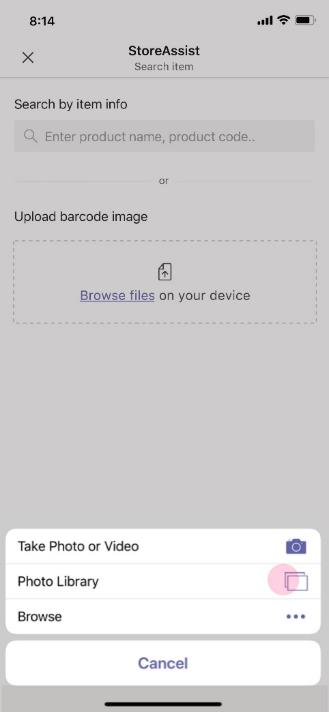 8:14
StoreAssist
Search item
Search by item info
Enter product name, product code..
or
Upload barcode image
Browse files on your device
Take Photo or Video
Photo Library
Browse
Cancel